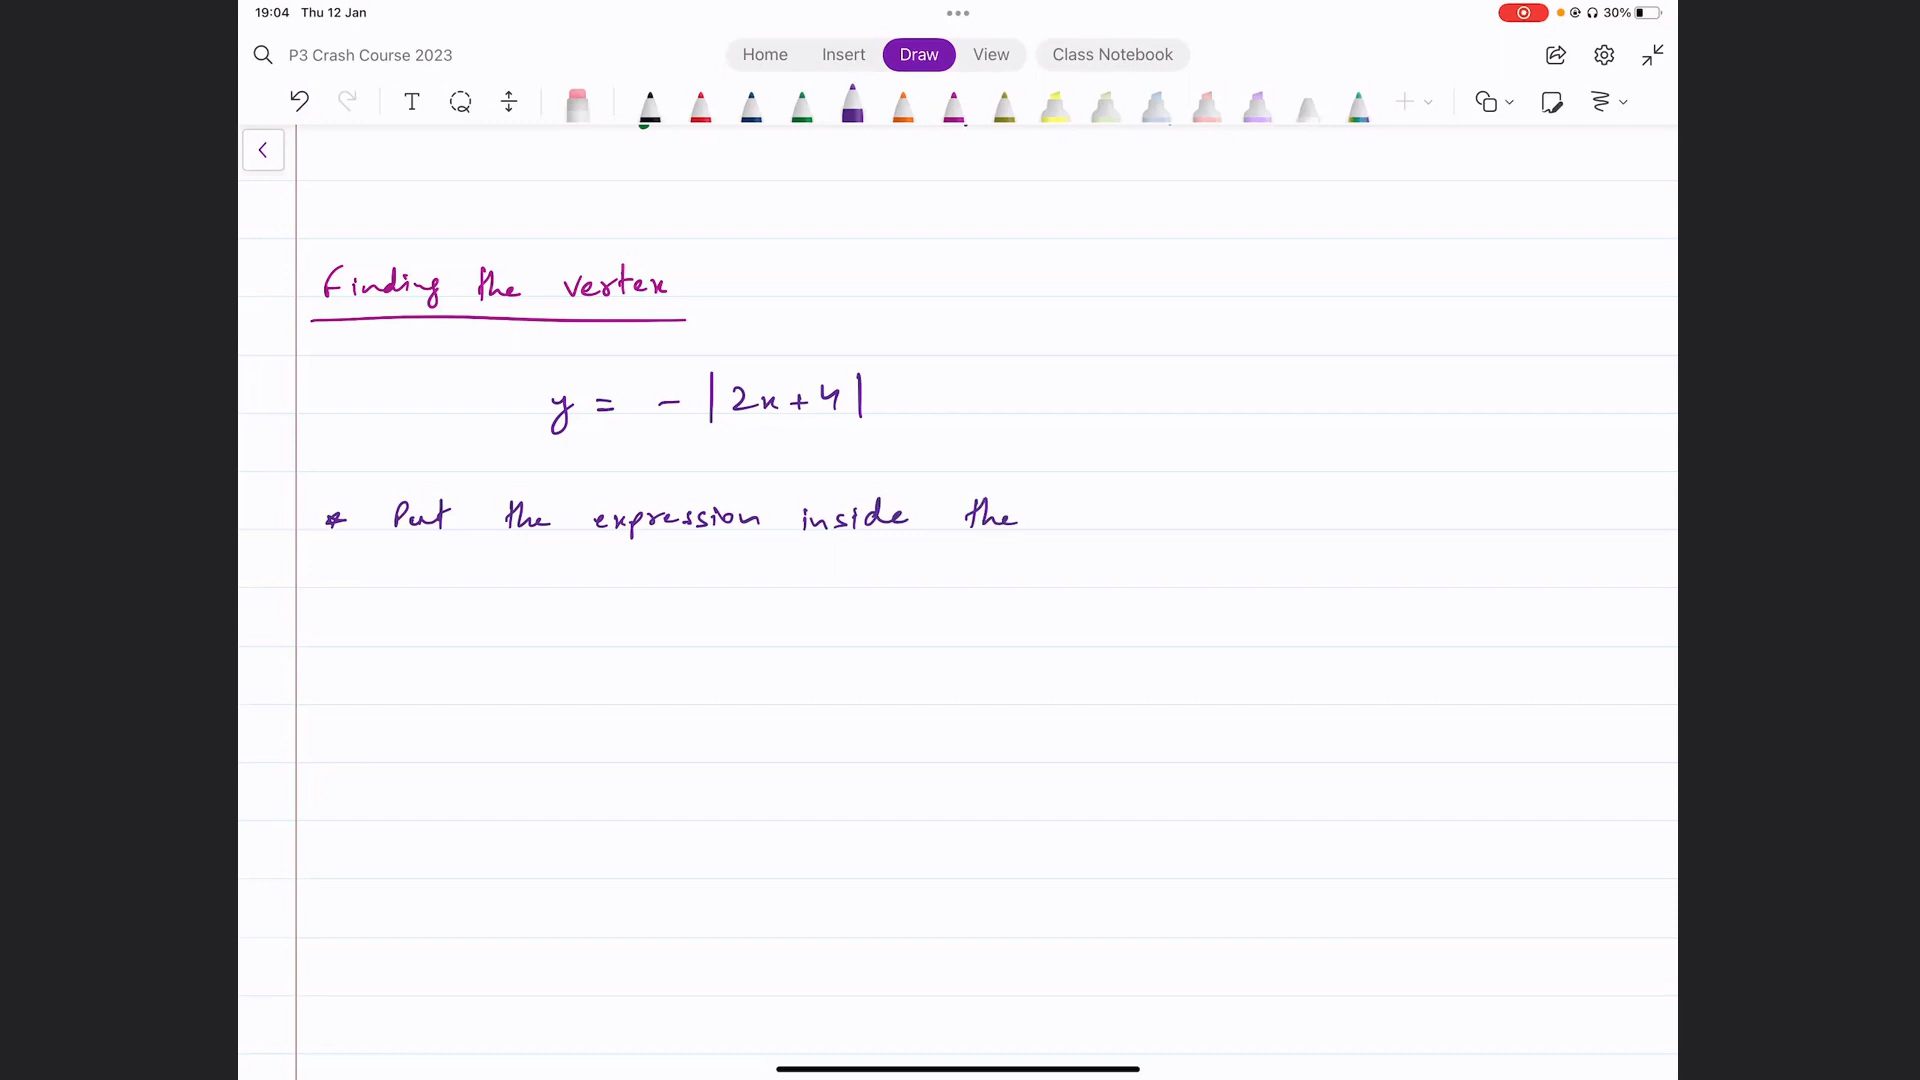 19:04 Thu 12 Jan
30%
P3 Crash Course 2023
Home Insert Draw View Class Notebook
T
Finding the vertex
y = - |2x+4|
* Put the expression inside the